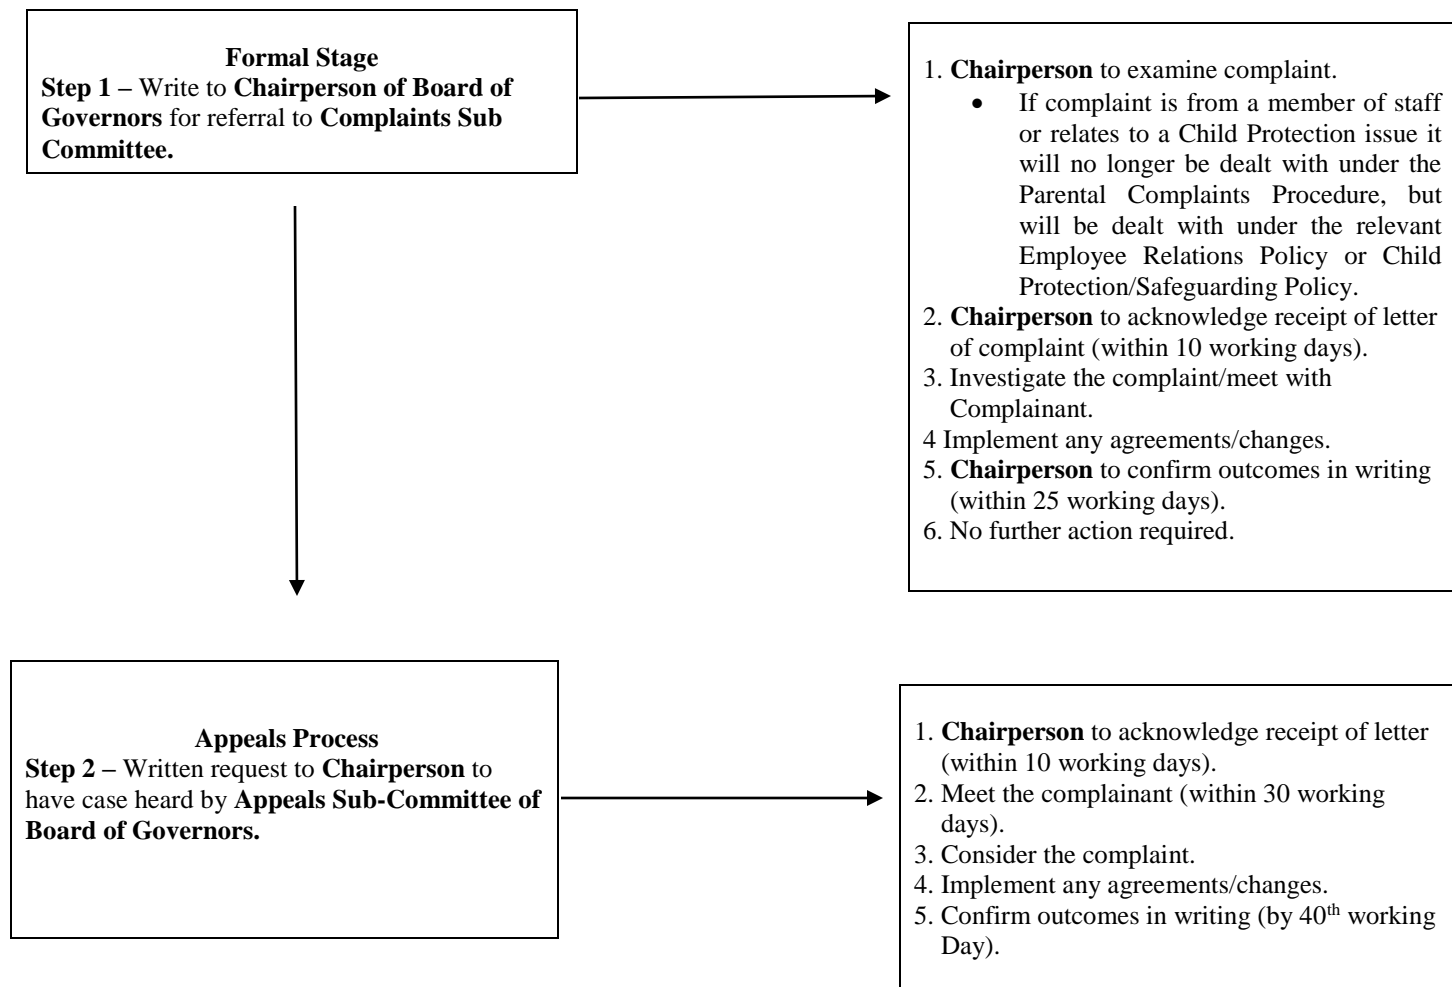 Formal Stage
Step 1 – Write to Chairperson of Board of
Governors for referral to Complaints Sub
Committee.
1. Chairperson to examine complaint.
• If complaint is from a member of staff
or relates to a Child Protection issue it
will no longer be dealt with under the
Parental Complaints Procedure, but
will be dealt with under the relevant
Employee Relations Policy or Child
Protection/Safeguarding Policy.
2. Chairperson to acknowledge receipt of letter
of complaint (within 10 working days).
3. Investigate the complaint/meet with
Complainant.
4 Implement any agreements/changes.
5. Chairperson to confirm outcomes in writing
(within 25 working days).
6. No further action required.
Appeals Process
Step 2 – Written request to Chairperson to
have case heard by Appeals Sub-Committee of
Board of Governors.
1. Chairperson to acknowledge receipt of letter
(within 10 working days).
2. Meet the complainant (within 30 working
days).
3. Consider the complaint.
4. Implement any agreements/changes.
5. Confirm outcomes in writing (by 40th working
Day).